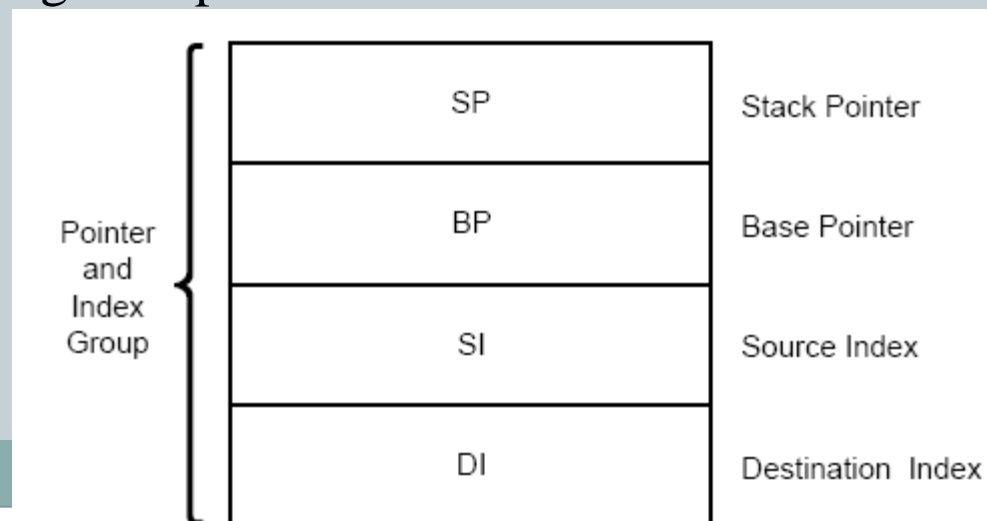 SP Stack Pointer
BP Base Pointer
Pointer
and
Index
Group
SI Source Index
DI Destination Index